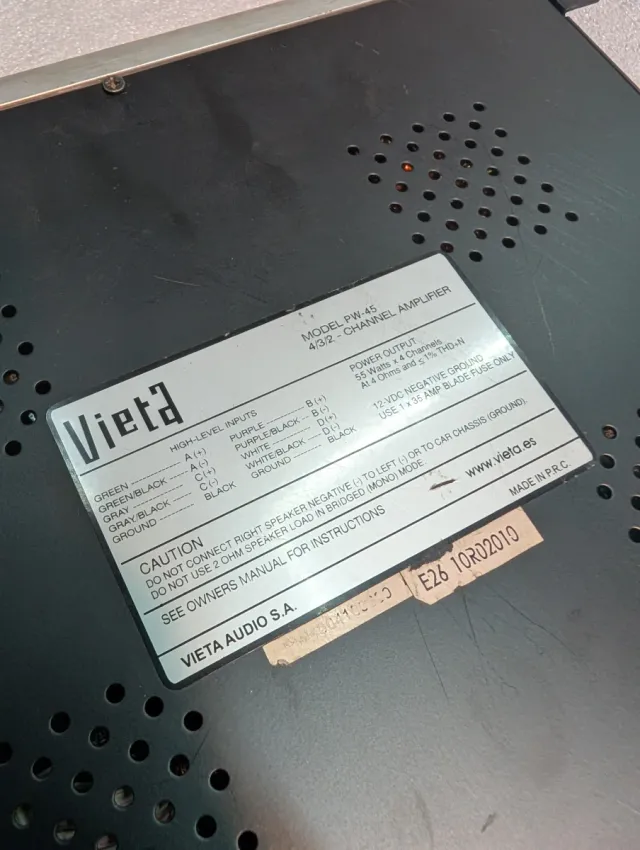 Vieta
MODEL PW-45
4/3/2 - CHANNEL AMPLIFIER
HIGH-LEVEL INPUTS
GREEN A (+)
GREEN/BLACK A (-)
GRAY C(+)
GRAY/BLACK C(-)
GROUND BLACK
PURPLE B (+)
PURPLE/BLACK B (-)
WHITE D(+)
WHITE/BLACK D(-)
GROUND BLACK
POWER OUTPUT
55 Watts x 4 Channels
At 4 Ohms and ≤ 1% THD+N
12-VDC NEGATIVE GROUND
USE 1 x 35 AMP BLADE FUSE ONLY
CAUTION
DO NOT CONNECT RIGHT SPEAKER NEGATIVE (-) TO LEFT (-) OR TO CAR CHASSIS (GROUND).
DO NOT USE 2 OHM SPEAKER LOAD IN BRIDGED (MONO) MODE.
SEE OWNERS MANUAL FOR INSTRUCTIONS
www.vieta.es
VIETA AUDIO S.A.
MADE IN P.R.C.
E26 10R02010